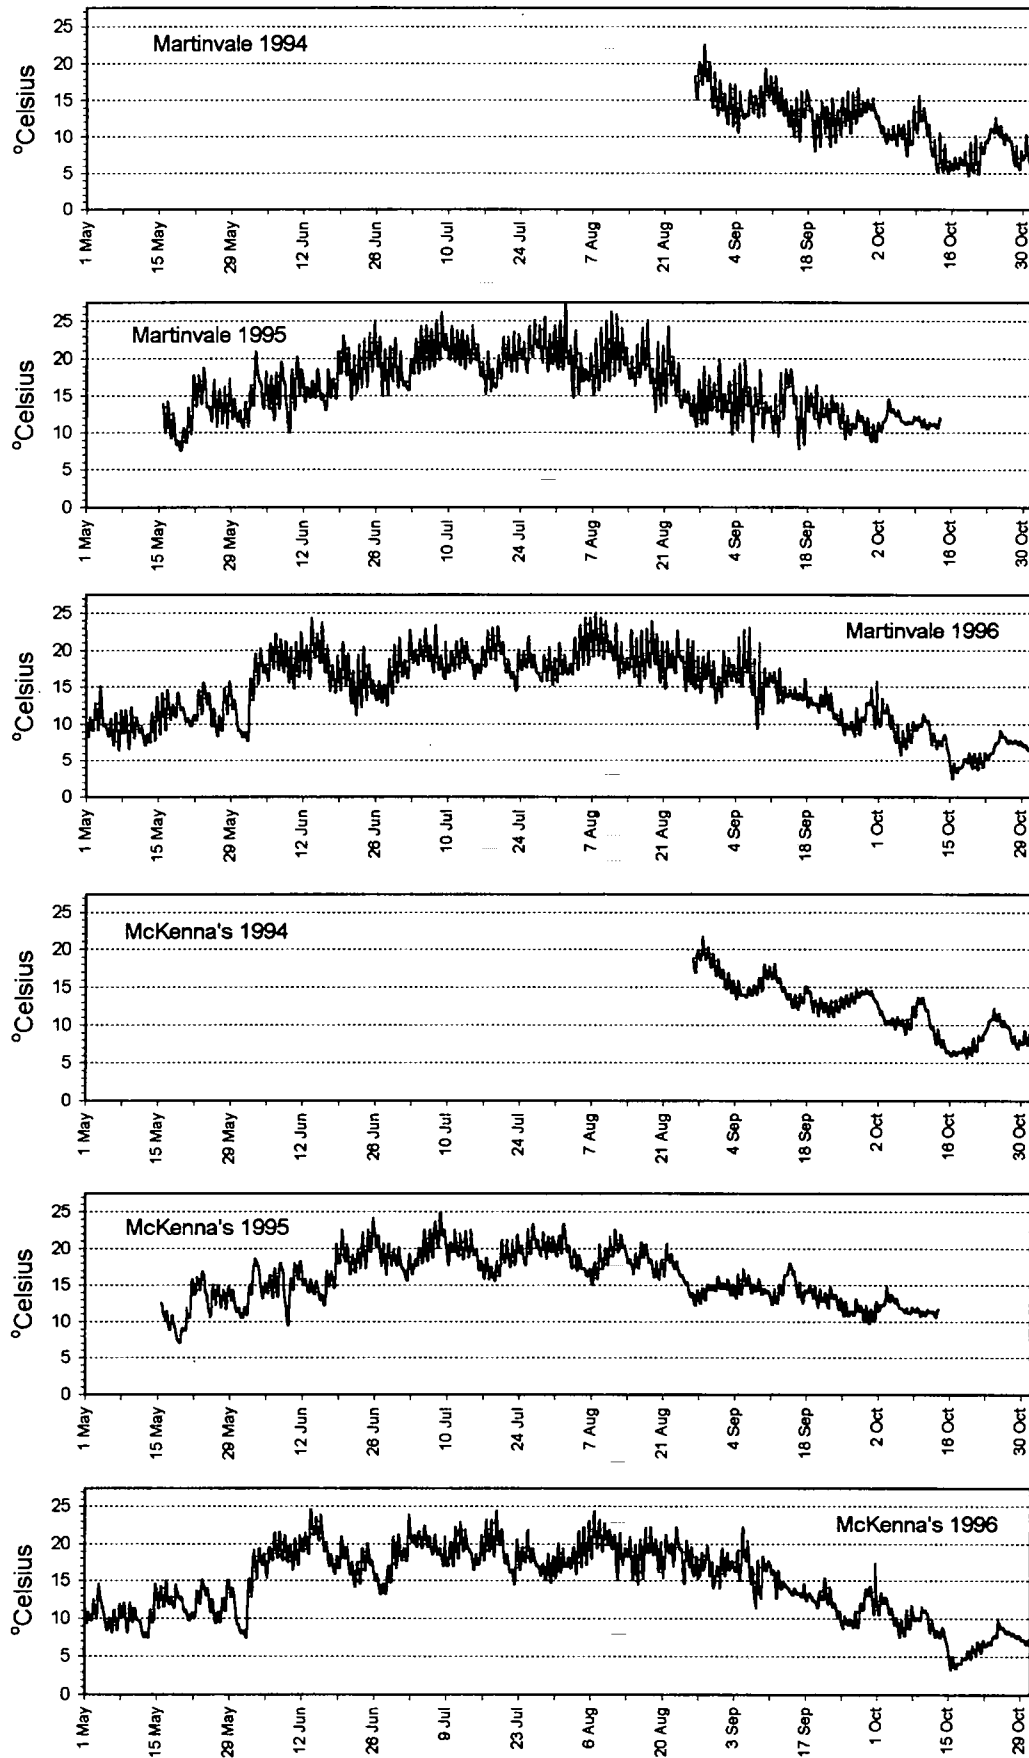 Martinvale 1994
°Celsius
25
20
15
10
5
0
1 May
15 May
29 May
12 Jun
26 Jun
10 Jul
24 Jul
7 Aug
21 Aug
4 Sep
18 Sep
2 Oct
16 Oct
30 Oct
Martinvale 1995
°Celsius
25
20
15
10
5
0
1 May
15 May
29 May
12 Jun
26 Jun
10 Jul
24 Jul
7 Aug
21 Aug
4 Sep
18 Sep
2 Oct
16 Oct
30 Oct
Martinvale 1996
°Celsius
25
20
15
10
5
0
1 May
15 May
29 May
12 Jun
26 Jun
10 Jul
24 Jul
7 Aug
21 Aug
4 Sep
18 Sep
1 Oct
15 Oct
29 Oct
McKenna's 1994
°Celsius
25
20
15
10
5
0
1 May
15 May
29 May
12 Jun
26 Jun
10 Jul
24 Jul
7 Aug
21 Aug
4 Sep
18 Sep
2 Oct
16 Oct
30 Oct
McKenna's 1995
°Celsius
25
20
15
10
5
0
1 May
15 May
29 May
12 Jun
26 Jun
10 Jul
24 Jul
7 Aug
21 Aug
4 Sep
18 Sep
2 Oct
16 Oct
30 Oct
McKenna's 1996
°Celsius
25
20
15
10
5
0
1 May
15 May
29 May
12 Jun
26 Jun
9 Jul
23 Jul
6 Aug
20 Aug
3 Sep
17 Sep
1 Oct
15 Oct
29 Oct